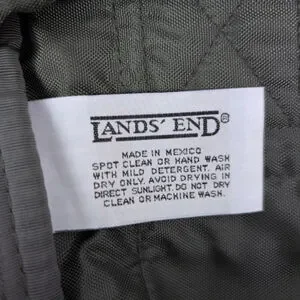 LANDS' END®
MADE IN MEXICO
SPOT CLEAN OR HAND WASH
WITH MILD DETERGENT. AIR
DRY ONLY. AVOID DRYING IN
DIRECT SUNLIGHT. DO NOT DRY
CLEAN OR MACHINE WASH.